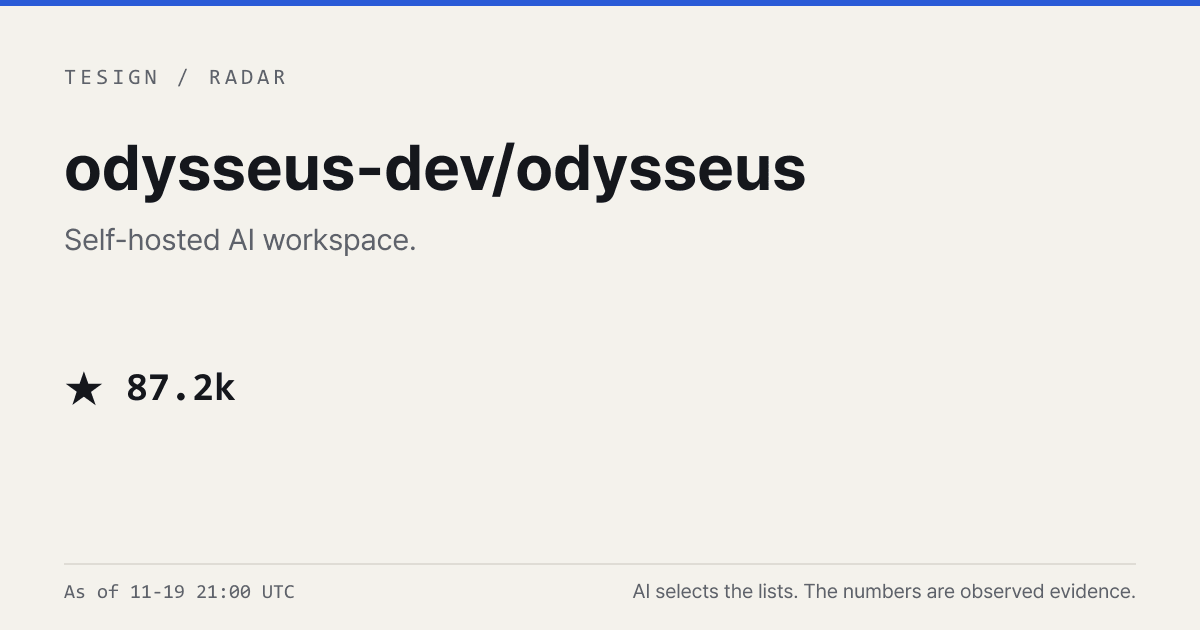 TESIGN / RADAR
odysseus-dev/odysseus
Self-hosted AI workspace.
★ 87.2k
As of 11-19 21:00 UTC
AI selects the lists. The numbers are observed evidence.